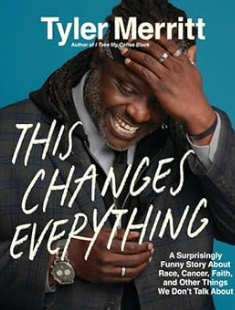 Tyler Merritt
Author of I Take My Coffee Black
THIS
CHANGES
EVERYTHING
A Surprisingly
Funny Story About
Race, Cancer, Faith,
and Other Things
We Don't Talk About